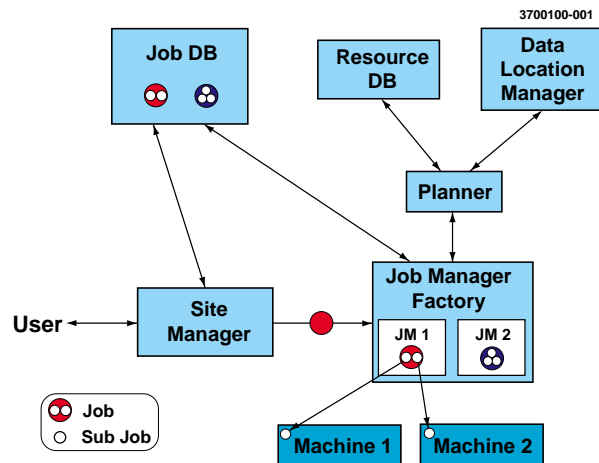 3700100-001
Job DB
Resource
DB
Data
Location
Manager
Planner
Job Manager
Factory
JM 1
JM 2
User
Site
Manager
Job
Sub Job
Machine 1
Machine 2